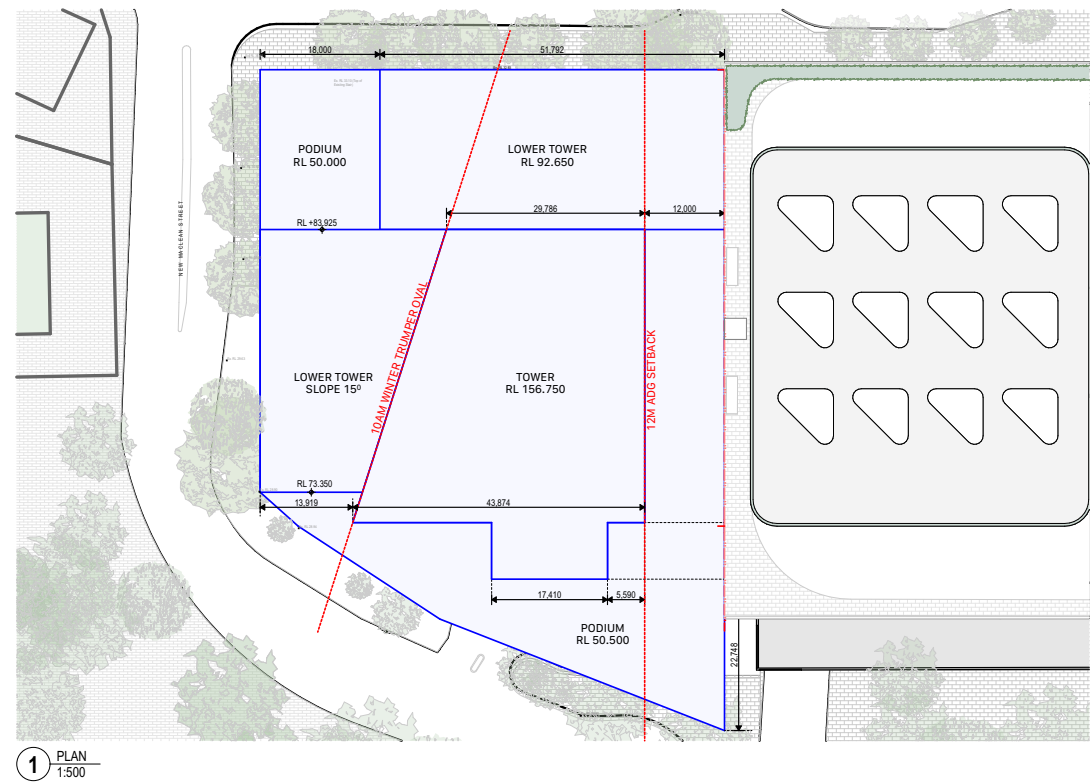 18,000
51,792
PODIUM
RL 50.000
LOWER TOWER
RL 92.650
29,786
12,000
RL +83,925
NEW MACLEAN STREET
10AM WINTER TRUMPER OVAL
12M ADG SETBACK
LOWER TOWER
SLOPE 15º
TOWER
RL 156.750
RL 73.350
13,919
43,874
17,410
5,590
PODIUM
RL 50.500
22,748
1
PLAN
1:500